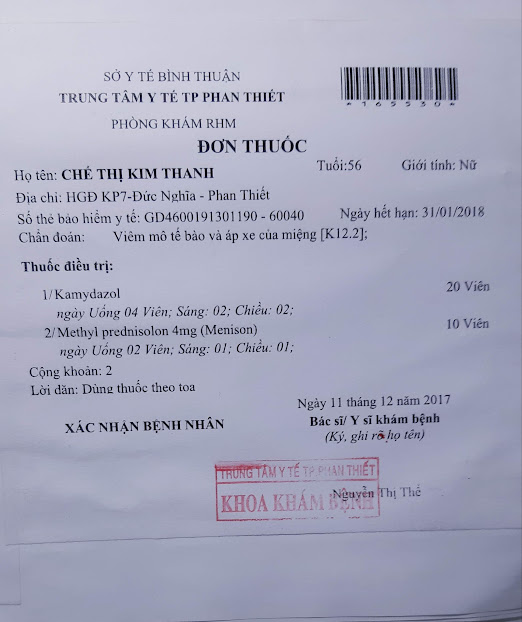 SỞ Y TẾ BÌNH THUẬN
TRUNG TÂM Y TẾ TP PHAN THIẾT
*165530*
PHÒNG KHÁM RHM
ĐƠN THUỐC
Họ tên: CHẾ THỊ KIM THANH Tuổi:56 Giới tính: Nữ
Địa chỉ: HGĐ KP7-Đức Nghĩa - Phan Thiết
Số thẻ bảo hiểm y tế: GD4600191301190 - 60040 Ngày hết hạn: 31/01/2018
Chẩn đoán: Viêm mô tế bào và áp xe của miệng [K12.2];
Thuốc điều trị:
1/Kamydazol 20 Viên
ngày Uống 04 Viên; Sáng: 02; Chiều: 02;
2/Methyl prednisolon 4mg (Menison) 10 Viên
ngày Uống 02 Viên; Sáng: 01; Chiều: 01;
Cộng khoản: 2
Lời dặn: Dùng thuốc theo toa
Ngày 11 tháng 12 năm 2017
XÁC NHẬN BỆNH NHÂN Bác sĩ/ Y sĩ khám bệnh
(Ký, ghi rõ họ tên)
TRUNG TÂM Y TẾ TP.PHAN THIẾT
KHOA KHÁM BỆNH
Nguyễn Thị Thể